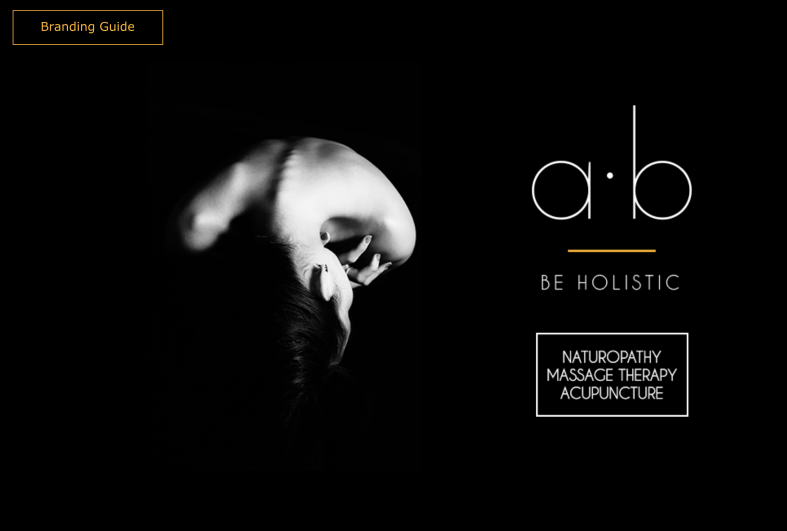 Branding Guide
a·b
BE HOLISTIC
NATUROPATHY
MASSAGE THERAPY
ACUPUNCTURE